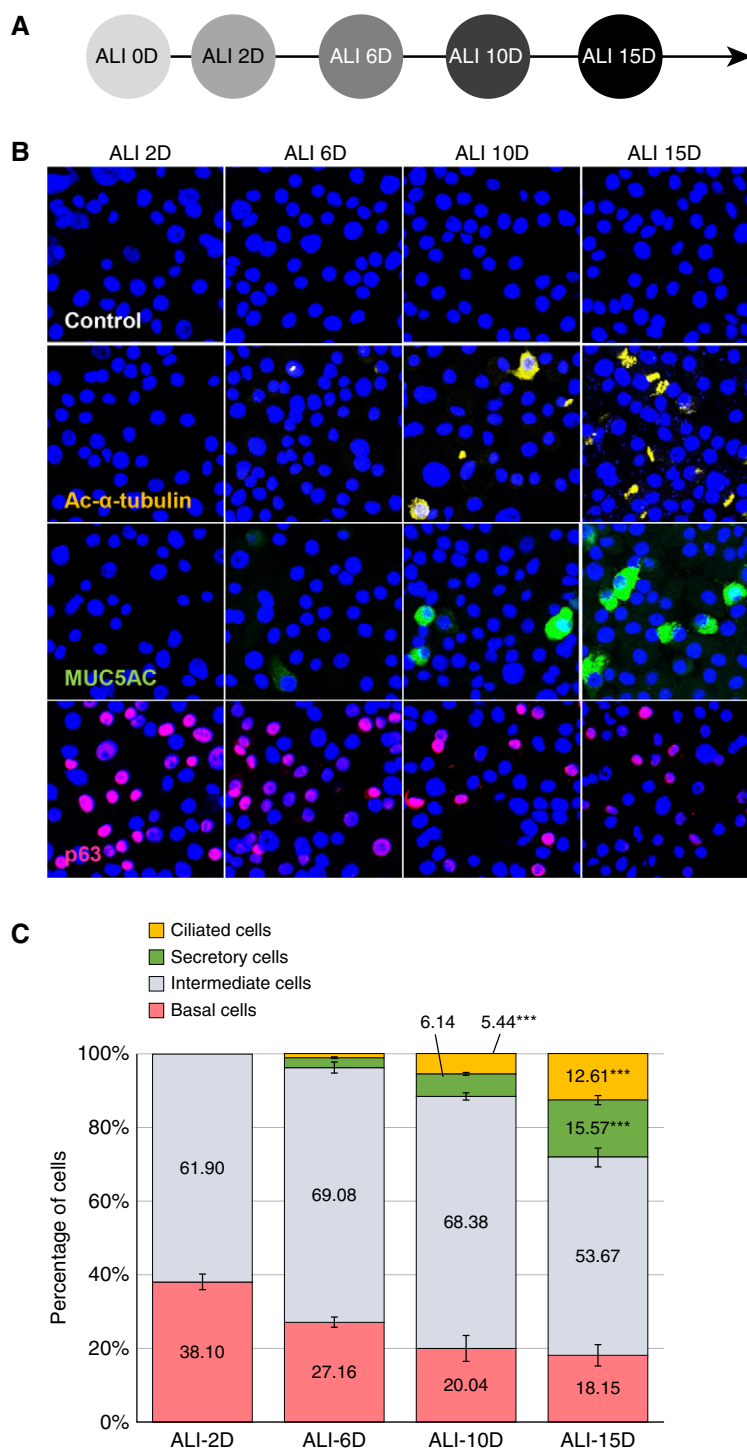 A
ALI 0D ALI 2D ALI 6D ALI 10D ALI 15D
B
ALI 2D ALI 6D ALI 10D ALI 15D
Control
Ac-α-tubulin
MUC5AC
p63
C
Ciliated cells
Secretory cells
Intermediate cells
Basal cells
6.14 5.44***
Percentage of cells
100%
80%
60%
40%
20%
0%
61.90
38.10
69.08
27.16
68.38
20.04
12.61***
15.57***
53.67
18.15
ALI-2D ALI-6D ALI-10D ALI-15D